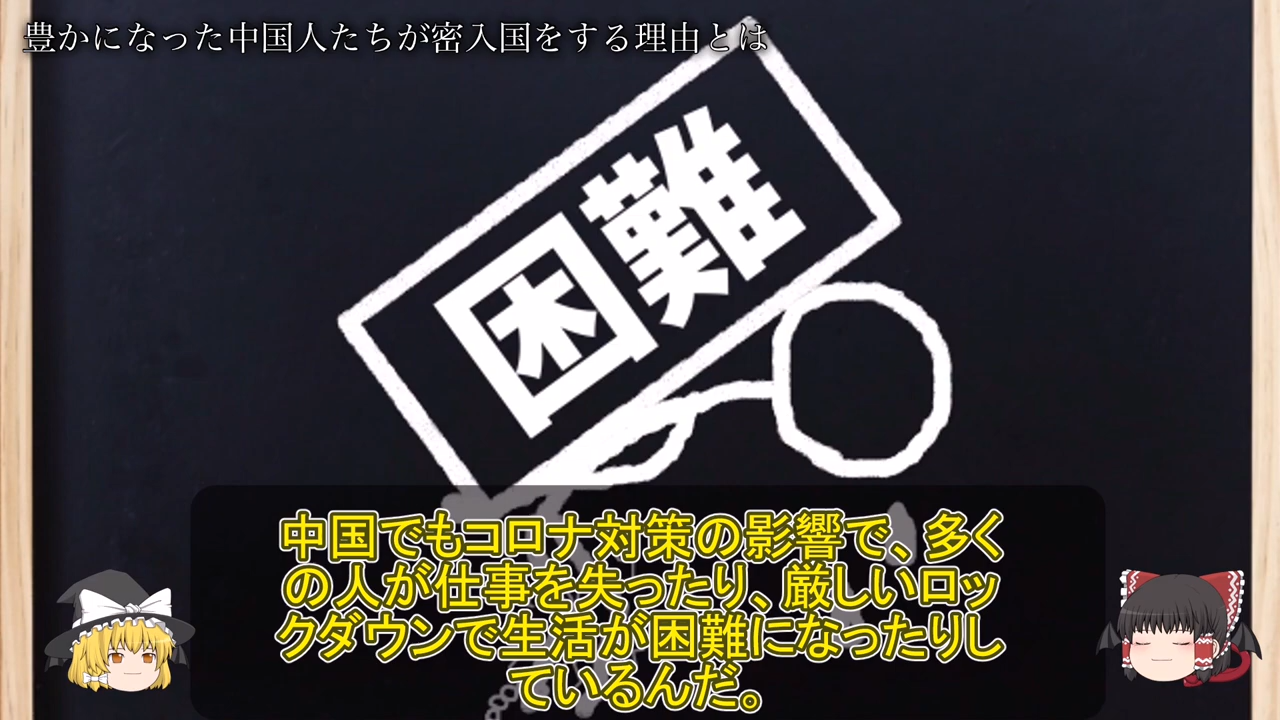 豊かになった中国人たちが密入国をする理由とは
困難
中国でもコロナ対策の影響で、多く
の人が仕事を失ったり、厳しいロッ
クダウンで生活が困難になったりし
ているんだ。